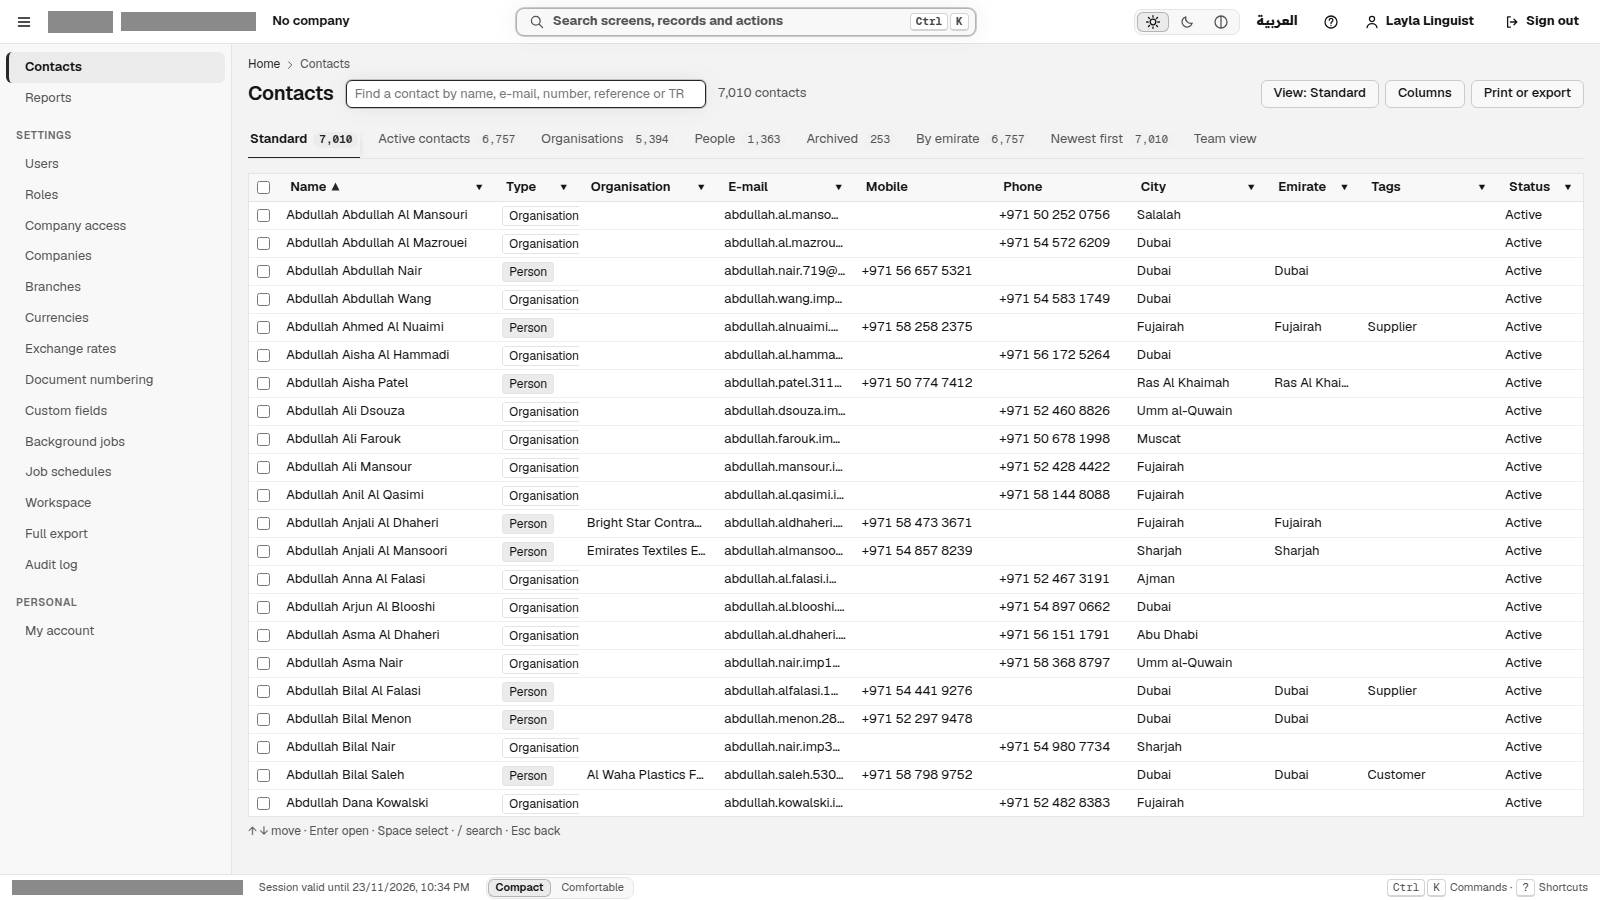 No company
Search screens, records and actions Ctrl K
العربية
Layla Linguist
Sign out
Contacts
Reports
SETTINGS
Users
Roles
Company access
Companies
Branches
Currencies
Exchange rates
Document numbering
Custom fields
Background jobs
Job schedules
Workspace
Full export
Audit log
PERSONAL
My account
Home > Contacts
Contacts
Find a contact by name, e-mail, number, reference or TR
7,010 contacts
View: Standard
Columns
Print or export
Standard 7,010 Active contacts 6,757 Organisations 5,394 People 1,363 Archived 253 By emirate 6,757 Newest first 7,010 Team view
Name ▲ ▼ Type ▼ Organisation ▼ E-mail ▼ Mobile Phone City ▼ Emirate ▼ Tags ▼ Status ▼
Abdullah Abdullah Al Mansouri Organisation abdullah.al.manso… +971 50 252 0756 Salalah Active
Abdullah Abdullah Al Mazrouei Organisation abdullah.al.mazrou… +971 54 572 6209 Dubai Active
Abdullah Abdullah Nair Person abdullah.nair.719@… +971 56 657 5321 Dubai Dubai Active
Abdullah Abdullah Wang Organisation abdullah.wang.imp… +971 54 583 1749 Dubai Active
Abdullah Ahmed Al Nuaimi Person abdullah.alnuaimi.… +971 58 258 2375 Fujairah Fujairah Supplier Active
Abdullah Aisha Al Hammadi Organisation abdullah.al.hamma… +971 56 172 5264 Dubai Active
Abdullah Aisha Patel Person abdullah.patel.311… +971 50 774 7412 Ras Al Khaimah Ras Al Khai… Active
Abdullah Ali Dsouza Organisation abdullah.dsouza.im… +971 52 460 8826 Umm al-Quwain Active
Abdullah Ali Farouk Organisation abdullah.farouk.im… +971 50 678 1998 Muscat Active
Abdullah Ali Mansour Organisation abdullah.mansour.i… +971 52 428 4422 Fujairah Active
Abdullah Anil Al Qasimi Organisation abdullah.al.qasimi.i… +971 58 144 8088 Fujairah Active
Abdullah Anjali Al Dhaheri Person Bright Star Contra… abdullah.aldhaheri.… +971 58 473 3671 Fujairah Fujairah Active
Abdullah Anjali Al Mansoori Person Emirates Textiles E… abdullah.almansoo… +971 54 857 8239 Sharjah Sharjah Active
Abdullah Anna Al Falasi Organisation abdullah.al.falasi.i… +971 52 467 3191 Ajman Active
Abdullah Arjun Al Blooshi Organisation abdullah.al.blooshi.… +971 54 897 0662 Dubai Active
Abdullah Asma Al Dhaheri Organisation abdullah.al.dhaheri.… +971 56 151 1791 Abu Dhabi Active
Abdullah Asma Nair Organisation abdullah.nair.imp1… +971 58 368 8797 Umm al-Quwain Active
Abdullah Bilal Al Falasi Person abdullah.alfalasi.1… +971 54 441 9276 Dubai Dubai Supplier Active
Abdullah Bilal Menon Person abdullah.menon.28… +971 52 297 9478 Dubai Dubai Active
Abdullah Bilal Nair Organisation abdullah.nair.imp3… +971 54 980 7734 Sharjah Active
Abdullah Bilal Saleh Person Al Waha Plastics F… abdullah.saleh.530… +971 58 798 9752 Dubai Dubai Customer Active
Abdullah Dana Kowalski Organisation abdullah.kowalski.i… +971 52 482 8383 Fujairah Active
↑↓ move · Enter open · Space select · / search · Esc back
Session valid until 23/11/2026, 10:34 PM
Compact Comfortable
Ctrl K Commands · ? Shortcuts